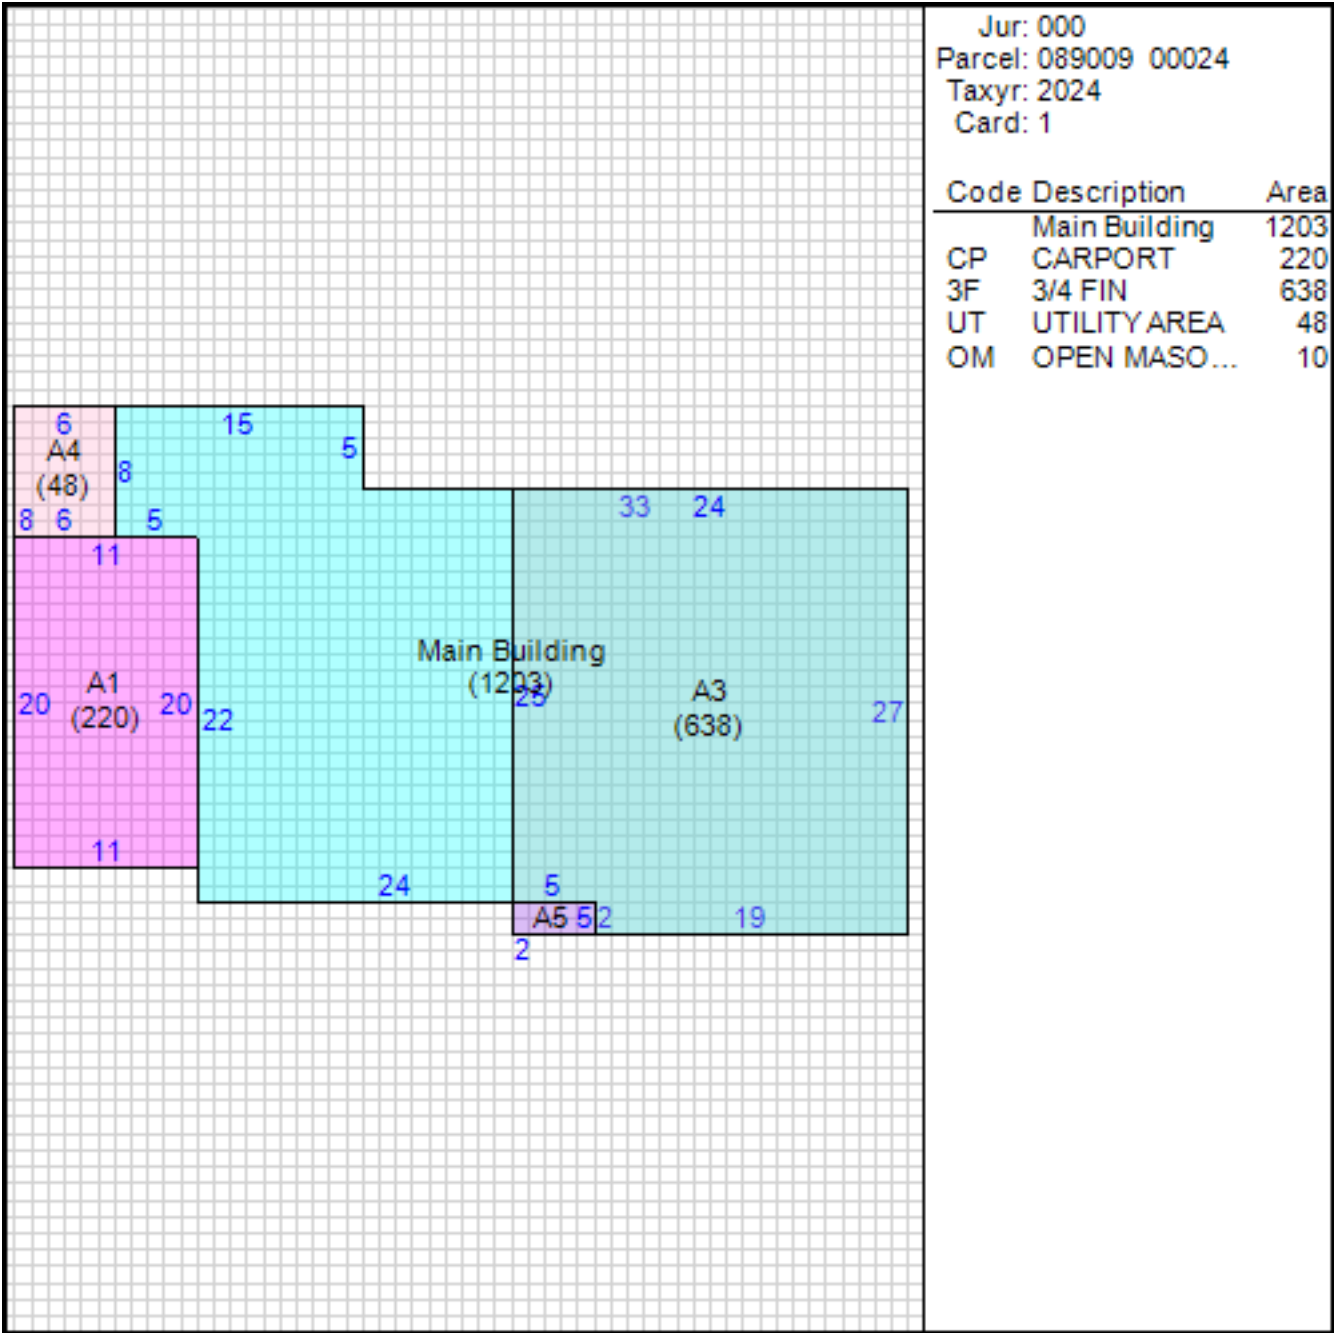 Jur: 000
Parcel: 089009 00024
Taxyr: 2024
Card: 1
Code Description Area
Main Building 1203
CP CARPORT 220
3F 3/4 FIN 638
UT UTILITY AREA 48
OM OPEN MASO... 10
6
15
A4
5
8
(48)
33
24
8
6
5
11
Main Building
(1203)
25
A1
A3
20
20
(220)
22
(638)
27
11
24
5
A5
5
2
19
2